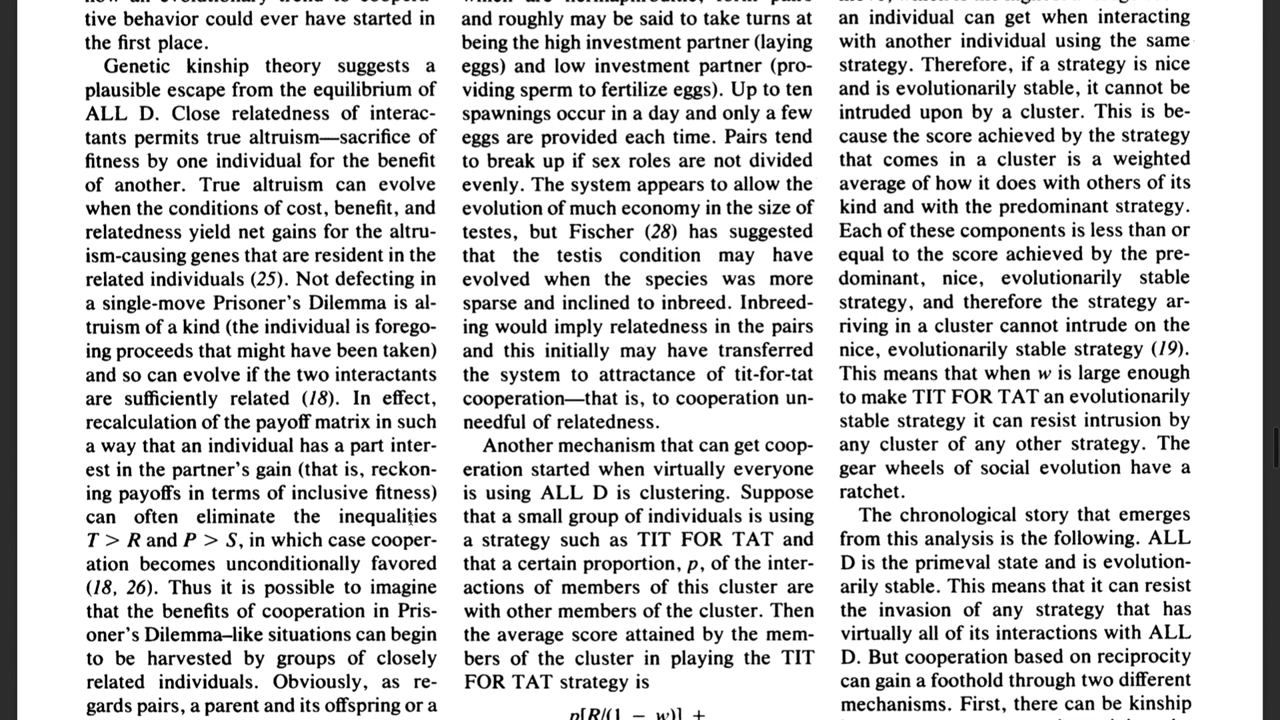 tive behavior could ever have started in
the first place.
Genetic kinship theory suggests a
plausible escape from the equilibrium of
ALL D. Close relatedness of interac-
tants permits true altruism—sacrifice of
fitness by one individual for the benefit
of another. True altruism can evolve
when the conditions of cost, benefit, and
relatedness yield net gains for the altru-
ism-causing genes that are resident in the
related individuals (25). Not defecting in
a single-move Prisoner's Dilemma is al-
truism of a kind (the individual is forego-
ing proceeds that might have been taken)
and so can evolve if the two interactants
are sufficiently related (18). In effect,
recalculation of the payoff matrix in such
a way that an individual has a part inter-
est in the partner's gain (that is, reckon-
ing payoffs in terms of inclusive fitness)
can often eliminate the inequalities
T > R and P > S, in which case cooper-
ation becomes unconditionally favored
(18, 26). Thus it is possible to imagine
that the benefits of cooperation in Pris-
oner's Dilemma–like situations can begin
to be harvested by groups of closely
related individuals. Obviously, as re-
gards pairs, a parent and its offspring or a
and roughly may be said to take turns at
being the high investment partner (laying
eggs) and low investment partner (pro-
viding sperm to fertilize eggs). Up to ten
spawnings occur in a day and only a few
eggs are provided each time. Pairs tend
to break up if sex roles are not divided
evenly. The system appears to allow the
evolution of much economy in the size of
testes, but Fischer (28) has suggested
that the testis condition may have
evolved when the species was more
sparse and inclined to inbreed. Inbreed-
ing would imply relatedness in the pairs
and this initially may have transferred
the system to attractance of tit-for-tat
cooperation—that is, to cooperation un-
needful of relatedness.
Another mechanism that can get coop-
eration started when virtually everyone
is using ALL D is clustering. Suppose
that a small group of individuals is using
a strategy such as TIT FOR TAT and
that a certain proportion, p, of the inter-
actions of members of this cluster are
with other members of the cluster. Then
the average score attained by the mem-
bers of the cluster in playing the TIT
FOR TAT strategy is
p[R/(1 − w)] +
an individual can get when interacting
with another individual using the same
strategy. Therefore, if a strategy is nice
and is evolutionarily stable, it cannot be
intruded upon by a cluster. This is be-
cause the score achieved by the strategy
that comes in a cluster is a weighted
average of how it does with others of its
kind and with the predominant strategy.
Each of these components is less than or
equal to the score achieved by the pre-
dominant, nice, evolutionarily stable
strategy, and therefore the strategy ar-
riving in a cluster cannot intrude on the
nice, evolutionarily stable strategy (19).
This means that when w is large enough
to make TIT FOR TAT an evolutionarily
stable strategy it can resist intrusion by
any cluster of any other strategy. The
gear wheels of social evolution have a
ratchet.
The chronological story that emerges
from this analysis is the following. ALL
D is the primeval state and is evolution-
arily stable. This means that it can resist
the invasion of any strategy that has
virtually all of its interactions with ALL
D. But cooperation based on reciprocity
can gain a foothold through two different
mechanisms. First, there can be kinship